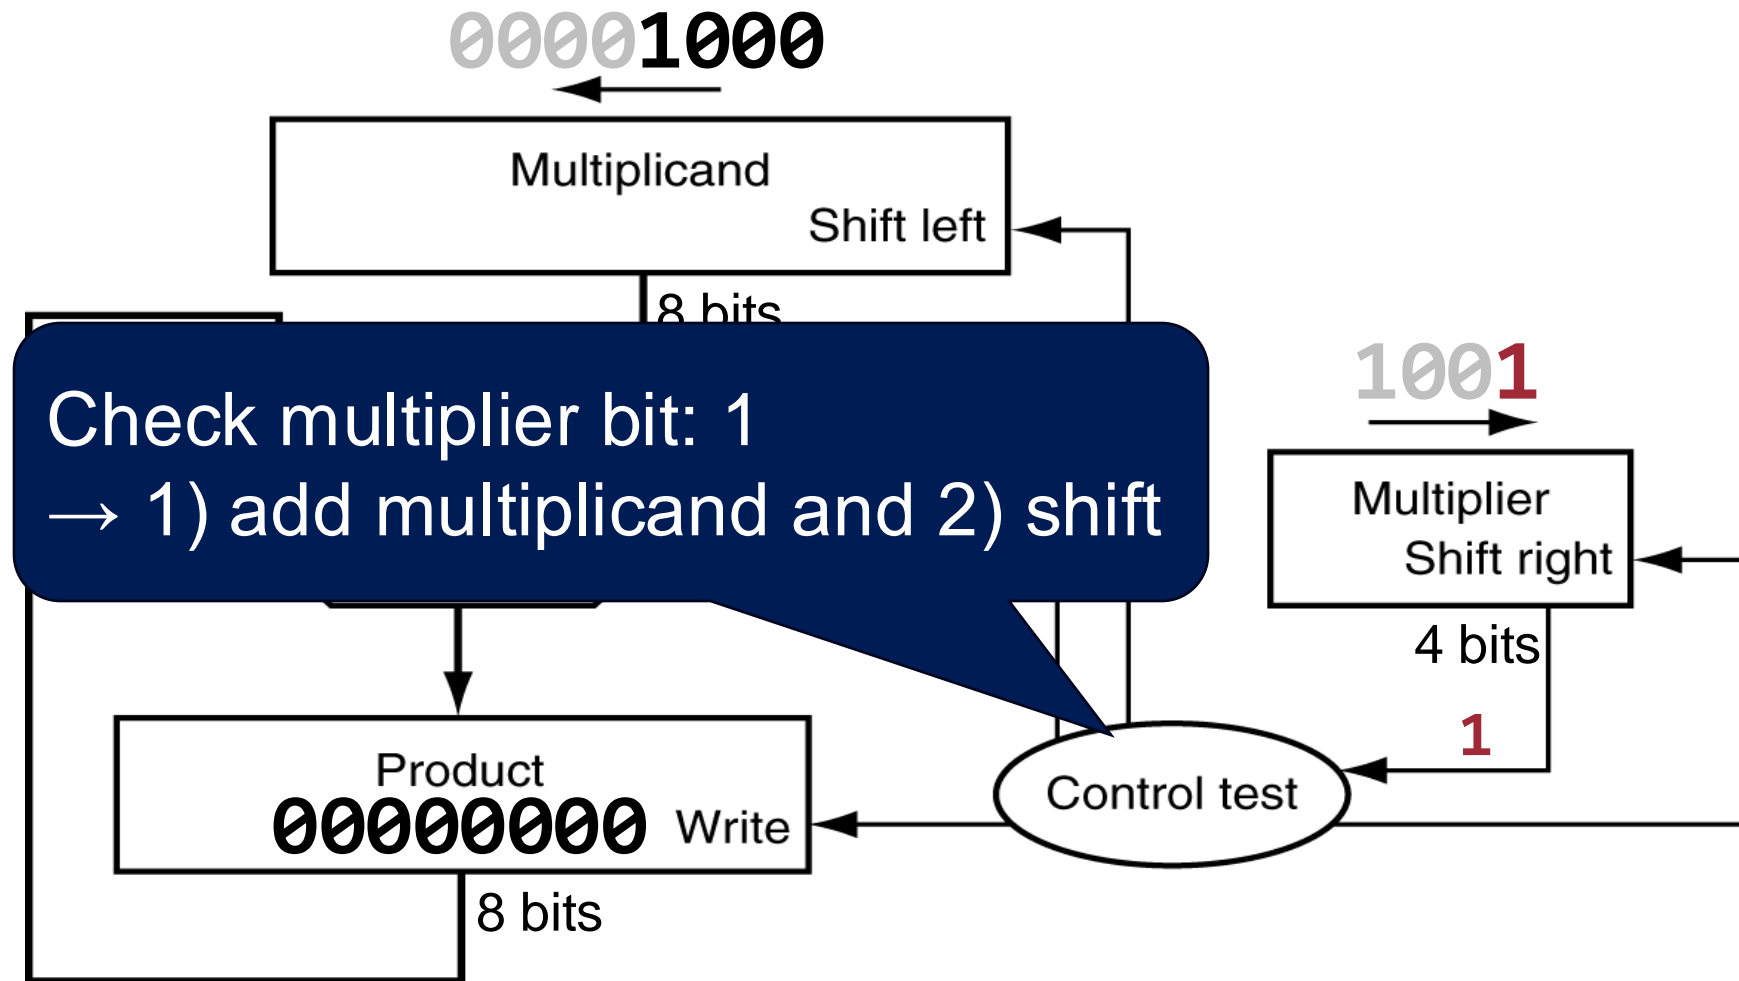 00001000
Multiplicand
Shift left
8 bits
Check multiplier bit: 1
→ 1) add multiplicand and 2) shift
1001
Multiplier
Shift right
4 bits
1
Product
00000000 Write
Control test
8 bits